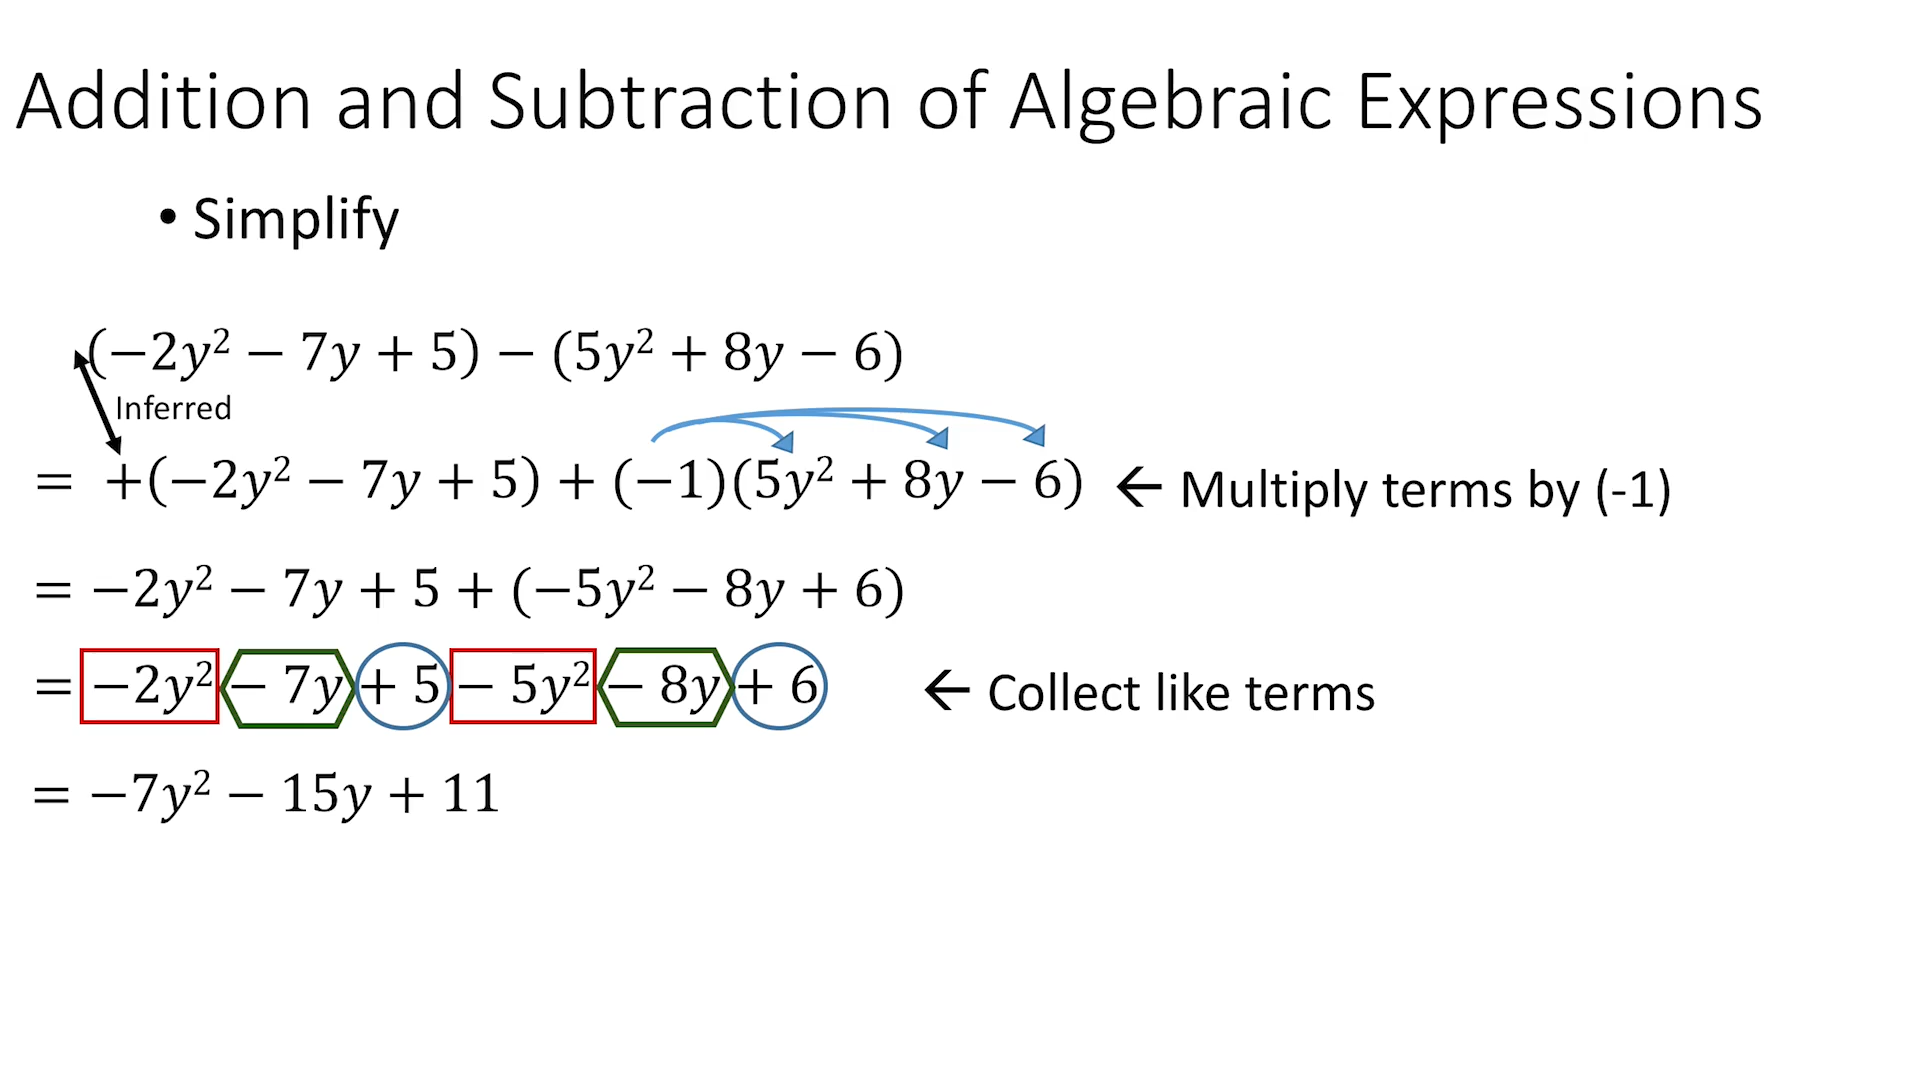 Addition and Subtraction of Algebraic Expressions
• Simplify
(−2y² − 7y + 5) − (5y² + 8y − 6)
Inferred
= +(−2y² − 7y + 5) + (−1)(5y² + 8y − 6) ← Multiply terms by (-1)
= −2y² − 7y + 5 + (−5y² − 8y + 6)
= −2y² − 7y + 5 − 5y² − 8y + 6 ← Collect like terms
= −7y² − 15y + 11